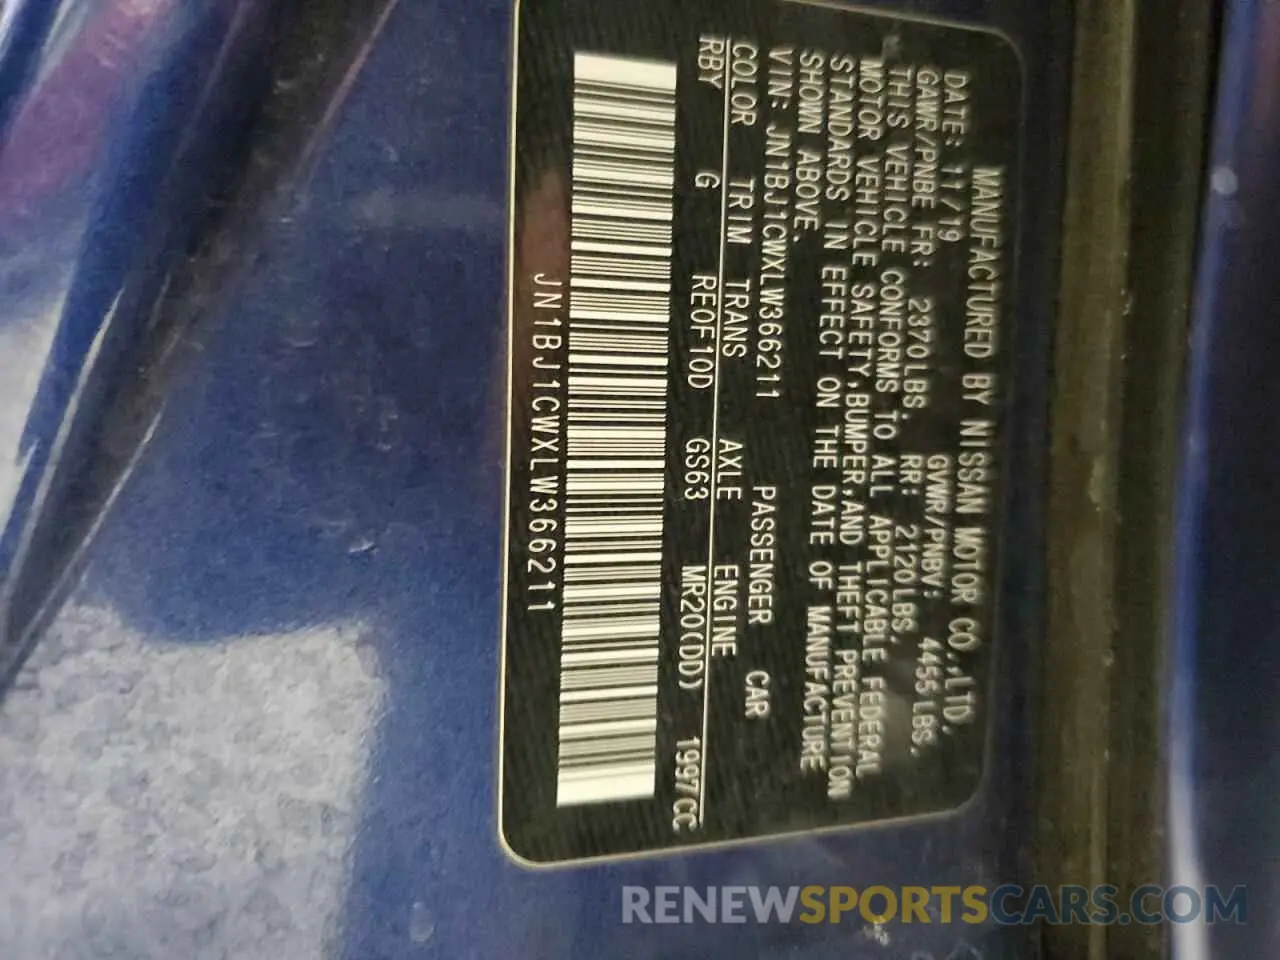 MANUFACTURED BY NISSAN MOTOR CO.,LTD.
DATE: 11/19 GVWR/PNBV: 4455LBS.
GAWR/PNBE FR: 2370LBS. RR: 2120LBS.
THIS VEHICLE CONFORMS TO ALL APPLICABLE FEDERAL
MOTOR VEHICLE SAFETY,BUMPER,AND THEFT PREVENTION
STANDARDS IN EFFECT ON THE DATE OF MANUFACTURE
SHOWN ABOVE.
VIN: JN1BJ1CWXLW366211 PASSENGER CAR
COLOR TRIM TRANS AXLE ENGINE
RBY G REOF10D GS63 MR20(DD) 1997CC
JN1BJ1CWXLW366211
RENEWSPORTSCARS.COM